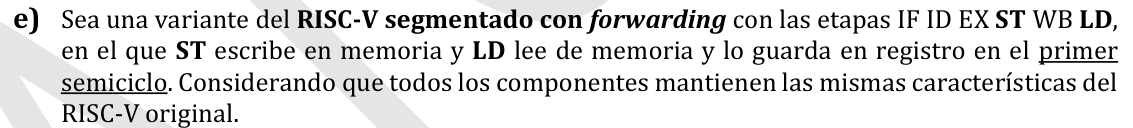 e) Sea una variante del RISC-V segmentado con forwarding con las etapas IF ID EX ST WB LD,
en el que ST escribe en memoria y LD lee de memoria y lo guarda en registro en el primer
semiciclo. Considerando que todos los componentes mantienen las mismas características del
RISC-V original.